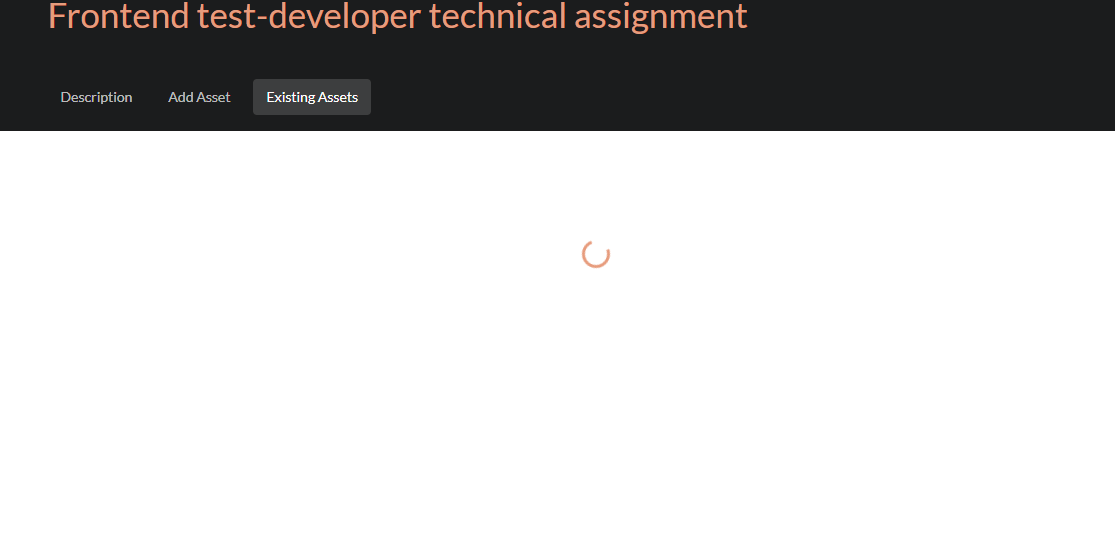 Frontend test-developer technical assignment
Description Add Asset Existing Assets